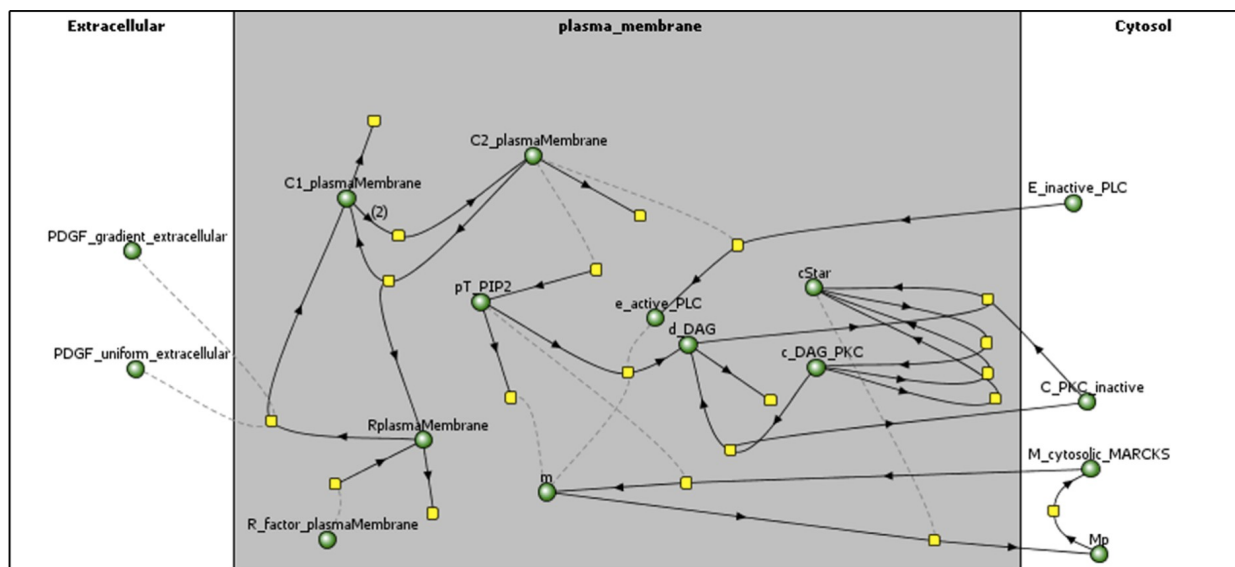 Extracellular
plasma_membrane
Cytosol
C2_plasmaMembrane
C1_plasmaMembrane
E_inactive_PLC
(2)
PDGF_gradient_extracellular
cStar
pT_PIP2
e_active_PLC
d_DAG
PDGF_uniform_extracellular
c_DAG_PKC
C_PKC_inactive
RplasmaMembrane
M_cytosolic_MARCKS
m
R_factor_plasmaMembrane
Mp